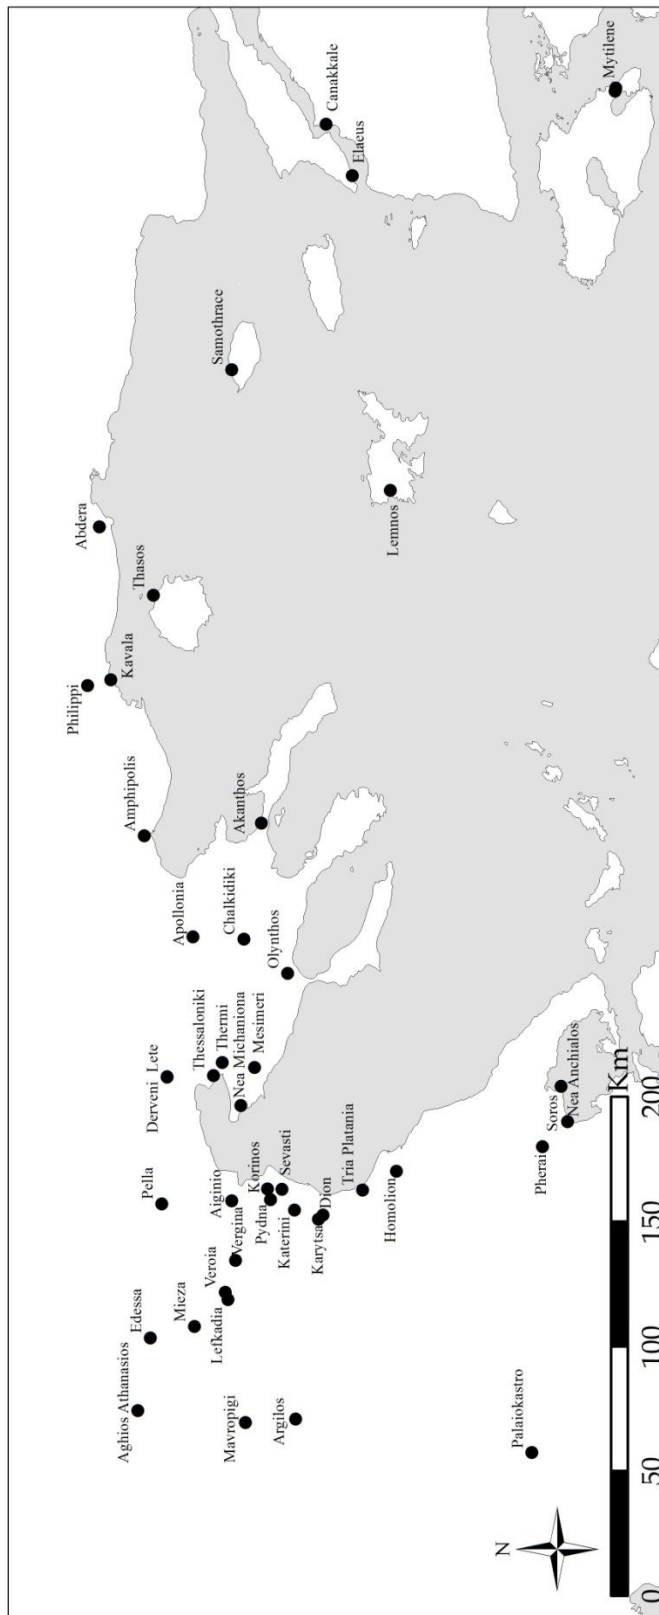 Aghios Athanasios
Edessa
Mieza
Pella
Derveni Lete
Lefkadia
Veroia
Vergina
Aiginio
Mavropigi
Argilos
Pydna
Korinos
Sevasti
Katerini
Karytsa
Dion
Tria Platania
Homolion
Thessaloniki
Thermi
Nea Michaniona
Mesimeri
Apollonia
Chalkidiki
Olynthos
Amphipolis
Akanthos
Philippi
Kavala
Thasos
Abdera
Samothrace
Lemnos
Elaeus
Canakkale
Mytilene
Palaiokastro
Pherai
Soros
Nea Anchialos
N
0 50 100 150 200 Km